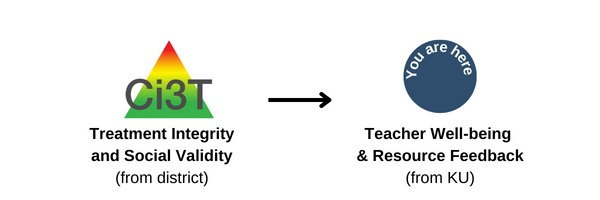 Ci3T
Treatment Integrity
and Social Validity
(from district)
You are here
Teacher Well-being
& Resource Feedback
(from KU)